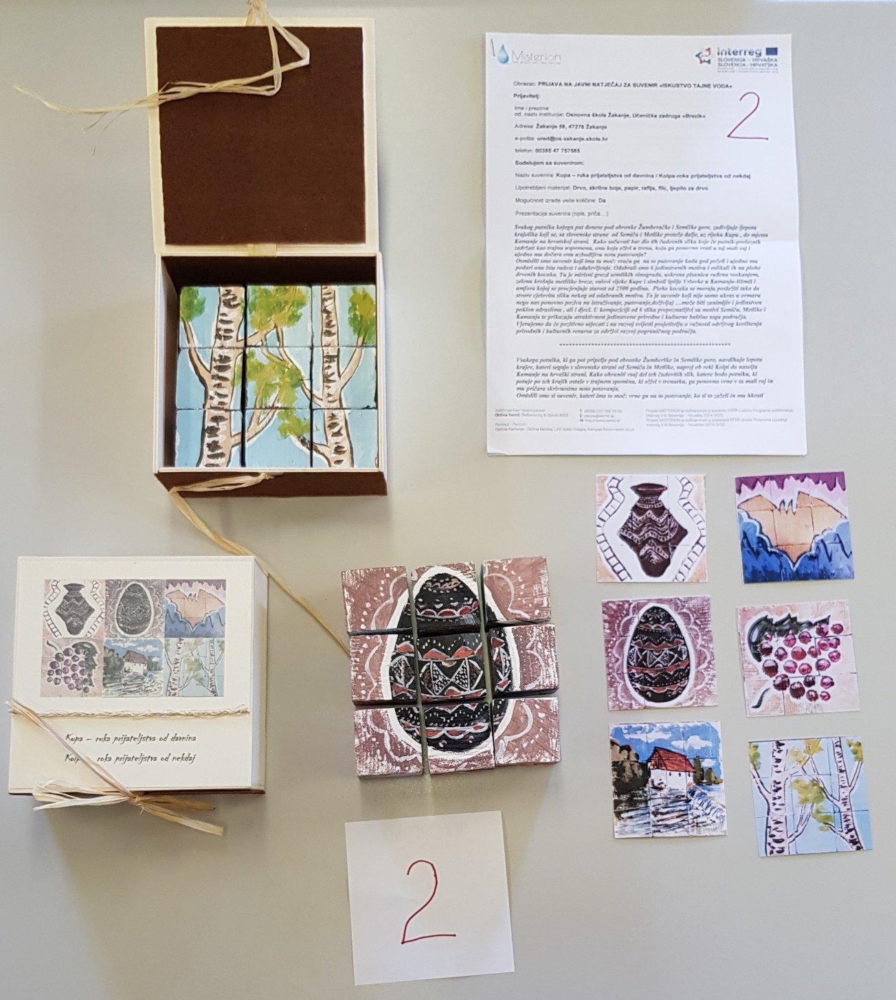 Misterion
Interreg
SLOVENIJA - HRVAŠKA
SLOVENIJA - HRVATSKA
Obrazac: PRIJAVA NA JAVNI NATJEČAJ ZA SUVENIR »ISKUSTVO TAJNE VODA«
2
Prijavitelj:
Ime i prezime
od. naziv institucije: Osnovna škola Žakanje, Učenička zadruga »Brezik«
Adresa: Žakanje 58, 47276 Žakanje
e-pošta: ured@os-zakanje.skole.hr
telefon: 00385 47 757585
Sudelujem sa suvenirom:
Naziv suvenira: Kupa – ruka prijateljstva od davnina / Kolpa-roka prijateljstva od nekdaj
Upotrebljeni materijal: Drvo, akrilne boje, papir, rafija, filc, ljepilo za drvo
Mogućnost izrade veće količine: Da
Prezentacija suvenira (opis, priča…):
Svakog putnika kojega put donese pod obronke Žumberačke i Semiške gore, zadivljuje ljepota
krajolika koji se, sa slovenske strane od Semiča i Metlike proteže dalje, uz rijeku Kupu , do mjesta
Kamanje na hrvatskoj strani. Kako sačuvati bar dio tih čudesnih slika koje će putnik-prolaznik
zadržati kao trajnu uspomenu, onu koja oživi u trenu, koja ga ponovno vrati u taj mali raj i
ujedno mu dočara onu uzbudljivu notu putovanja?
Osmislili smo suvenir koji ima tu moć: vraća ga na to putovanje kada god poželi i ujedno mu
podari onu istu radost i oduševljenje. Odabrali smo 6 jedinstvenih motiva i oslikali ih na plohe
drvenih kocaka. Tu je mirisni grozd semiških vinograda, uskrsna pisanica rađena voskanjem,
zelena krošnja metličke breze, valovi rijeke Kupe i simboli špilje Vrlovke u Kamanju-šišmiš i
amfora kojoj se procjenjuje starost od 2500 godina. Plohe kocaka se moraju posložiti tako da
stvore cjelovitu sliku nekog od odabranih motiva. To je suvenir koji nije samo ukras u ormaru
nego nas ponovno poziva na istraživanje, putovanje,doživljaj …može biti zanimljiv i jedinstven
poklon odraslima , ali i djeci. U kompoziciji od 6 slika prepoznatljivi su motivi Semiča, Metlike i
Kamanja te prikazuju atraktivnost jedinstvene prirodne i kulturne baštine toga područja.
Vjerujemo da će pozitivno utjecati i na razvoj svijesti posjetitelja o važnosti održivog korištenja
prirodnih i kulturnih resursa za održivi razvoj pograničnog područja.
Vsakega potnika, ki ga pot pripelje pod obronke Žumberške in Semiške gore, navdihuje lepota
krajev, kateri segajo s slovenske strani od Semiča in Metlike, naprej ob reki Kolpi do naselja
Kamanje na hrvaški strani. Kako ohraniti vsaj del teh čudovitih slik, katere bodo potniku, ki
potuje po teh krajih ostale v trajnem spominu, ki oživi v trenutku, ga ponovno vrne v ta mali raj in
mu pričara skrivnostno noto potovanja.
Omislili smo si suvenir, kateri ima to moč: vrne ga na to potovanje, ko si to zaželi in mu hkrati
Kupa – ruka prijateljstva od davnina
roka prijateljstva od nekdaj
2